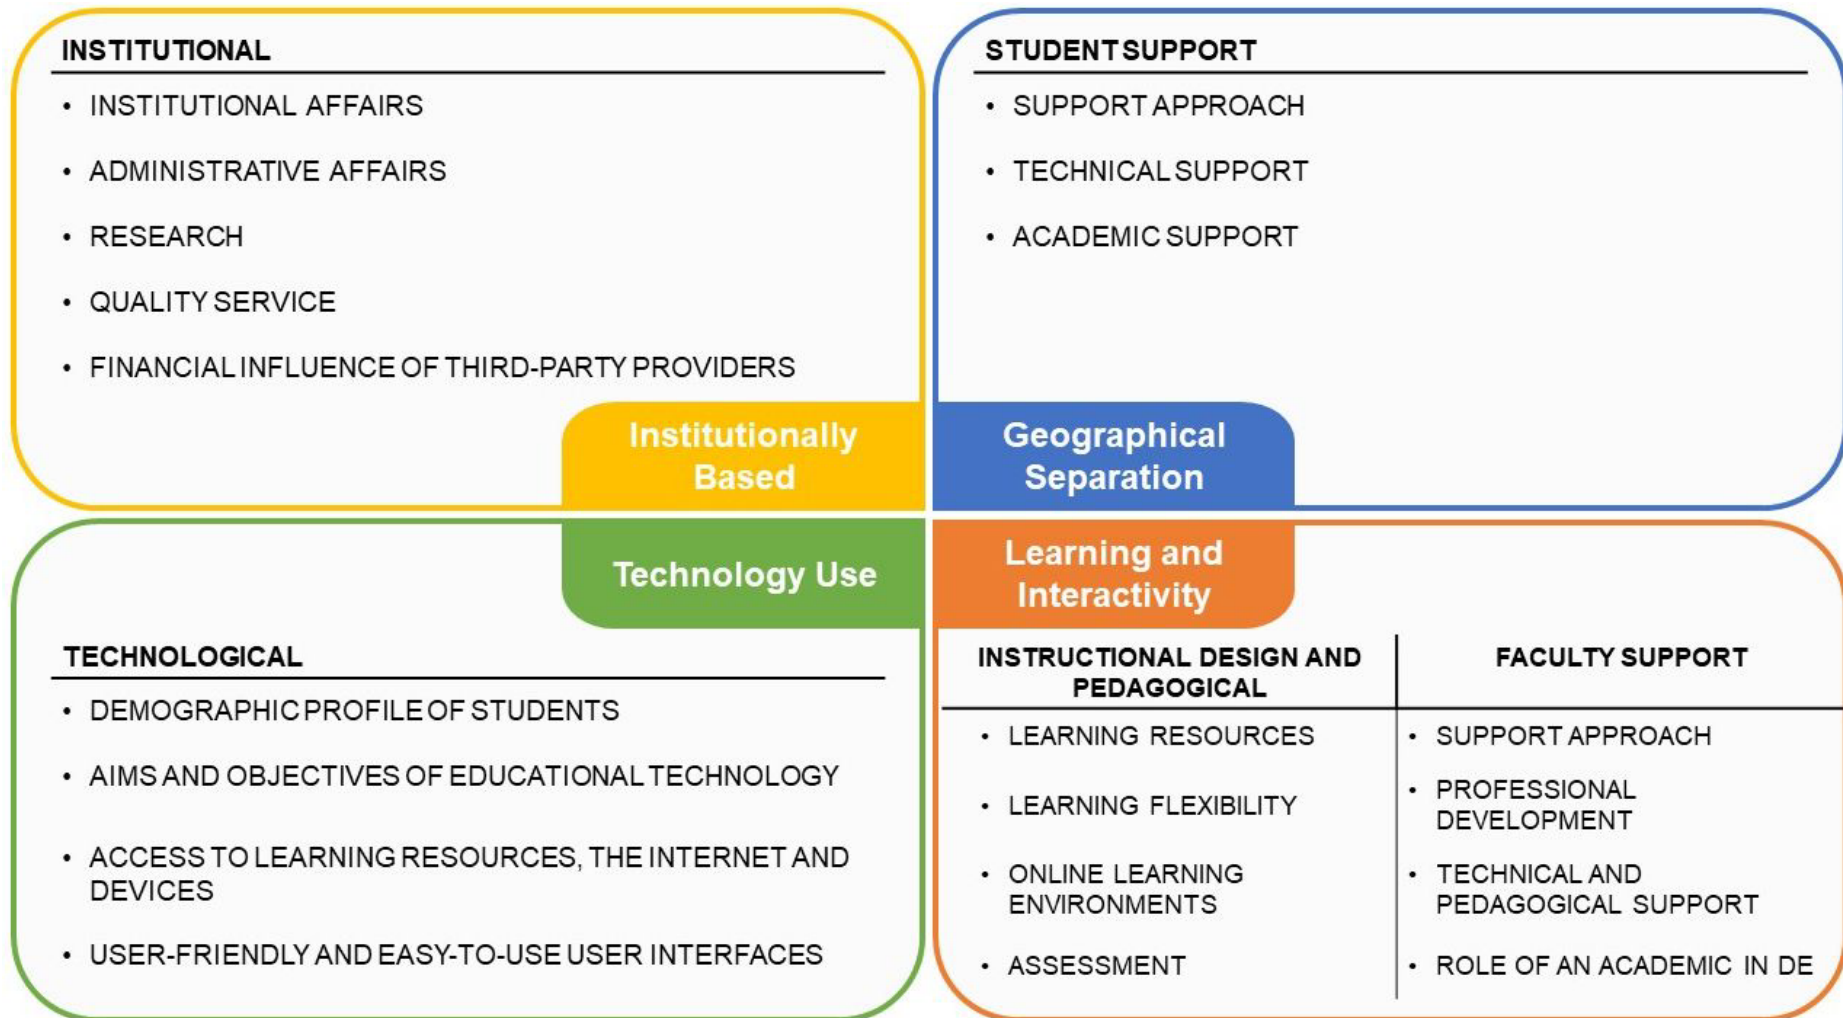 INSTITUTIONAL
• INSTITUTIONAL AFFAIRS
• ADMINISTRATIVE AFFAIRS
• RESEARCH
• QUALITY SERVICE
• FINANCIAL INFLUENCE OF THIRD-PARTY PROVIDERS
Institutionally
Based
STUDENT SUPPORT
• SUPPORT APPROACH
• TECHNICAL SUPPORT
• ACADEMIC SUPPORT
Geographical
Separation
Technology Use
TECHNOLOGICAL
• DEMOGRAPHIC PROFILE OF STUDENTS
• AIMS AND OBJECTIVES OF EDUCATIONAL TECHNOLOGY
• ACCESS TO LEARNING RESOURCES, THE INTERNET AND
DEVICES
• USER-FRIENDLY AND EASY-TO-USE USER INTERFACES
Learning and
Interactivity
INSTRUCTIONAL DESIGN AND
PEDAGOGICAL
• LEARNING RESOURCES
• LEARNING FLEXIBILITY
• ONLINE LEARNING
ENVIRONMENTS
• ASSESSMENT
FACULTY SUPPORT
• SUPPORT APPROACH
• PROFESSIONAL
DEVELOPMENT
• TECHNICAL AND
PEDAGOGICAL SUPPORT
• ROLE OF AN ACADEMIC IN DE